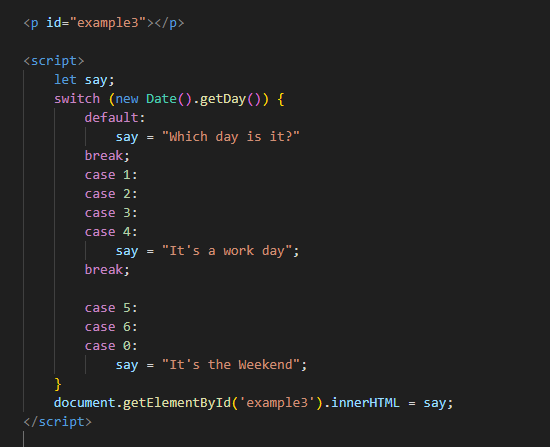 <p id="example3"></p>
<script>
let say;
switch (new Date().getDay()) {
default:
say = "Which day is it?"
break;
case 1:
case 2:
case 3:
case 4:
say = "It's a work day";
break;
case 5:
case 6:
case 0:
say = "It's the Weekend";
}
document.getElementById('example3').innerHTML = say;
</script>